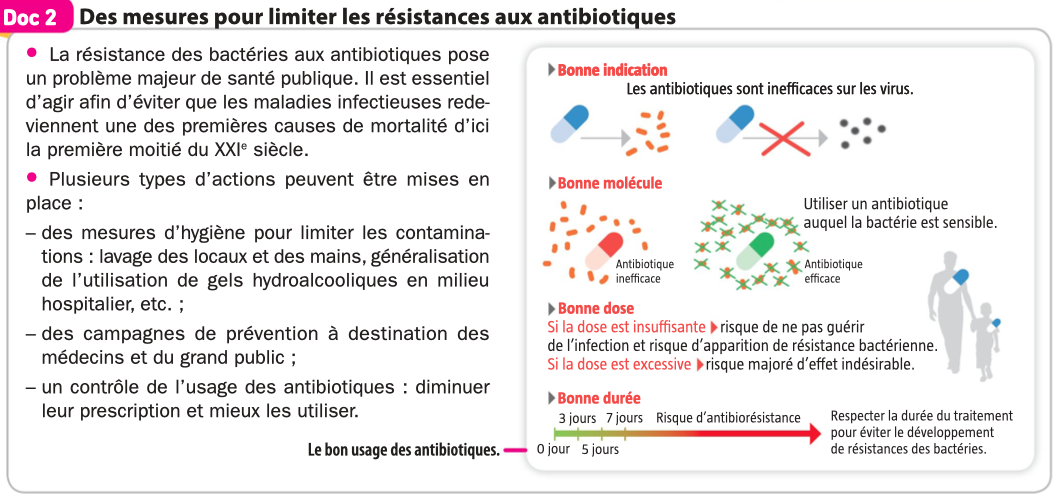 Doc 2 Des mesures pour limiter les résistances aux antibiotiques
• La résistance des bactéries aux antibiotiques pose
un problème majeur de santé publique. Il est essentiel
d'agir afin d'éviter que les maladies infectieuses rede-
viennent une des premières causes de mortalité d'ici
la première moitié du XXIe siècle.
• Plusieurs types d'actions peuvent être mises en
place :
– des mesures d'hygiène pour limiter les contamina-
tions : lavage des locaux et des mains, généralisation
de l'utilisation de gels hydroalcooliques en milieu
hospitalier, etc. ;
– des campagnes de prévention à destination des
médecins et du grand public ;
– un contrôle de l'usage des antibiotiques : diminuer
leur prescription et mieux les utiliser.
Le bon usage des antibiotiques.
Bonne indication
Les antibiotiques sont inefficaces sur les virus.
Bonne molécule
Utiliser un antibiotique
auquel la bactérie est sensible.
Antibiotique
inefficace
Antibiotique
efficace
Bonne dose
Si la dose est insuffisante risque de ne pas guérir
de l'infection et risque d'apparition de résistance bactérienne.
Si la dose est excessive risque majoré d'effet indésirable.
Bonne durée
3 jours 7 jours Risque d'antibiorésistance
0 jour 5 jours
Respecter la durée du traitement
pour éviter le développement
de résistances des bactéries.